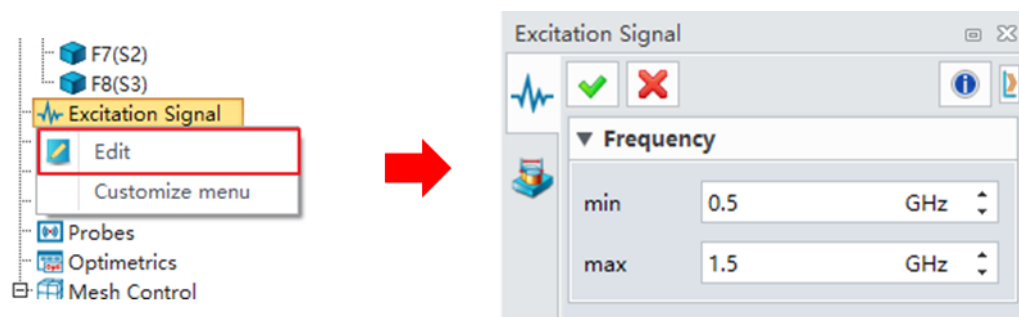 F7(S2)
F8(S3)
Excitation Signal
Edit
Customize menu
Probes
Optimetrics
Mesh Control
Excitation Signal
Frequency
min 0.5 GHz
max 1.5 GHz